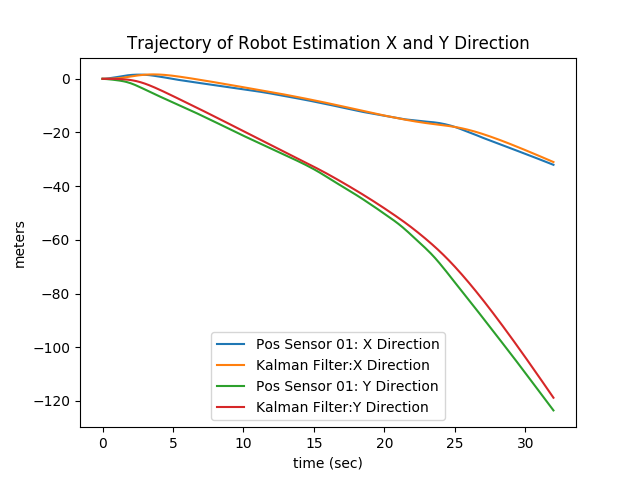 Trajectory of Robot Estimation X and Y Direction
0
−20
−40
−60
−80
−100
−120
meters
Pos Sensor 01: X Direction
Kalman Filter:X Direction
Pos Sensor 01: Y Direction
Kalman Filter:Y Direction
0 5 10 15 20 25 30
time (sec)